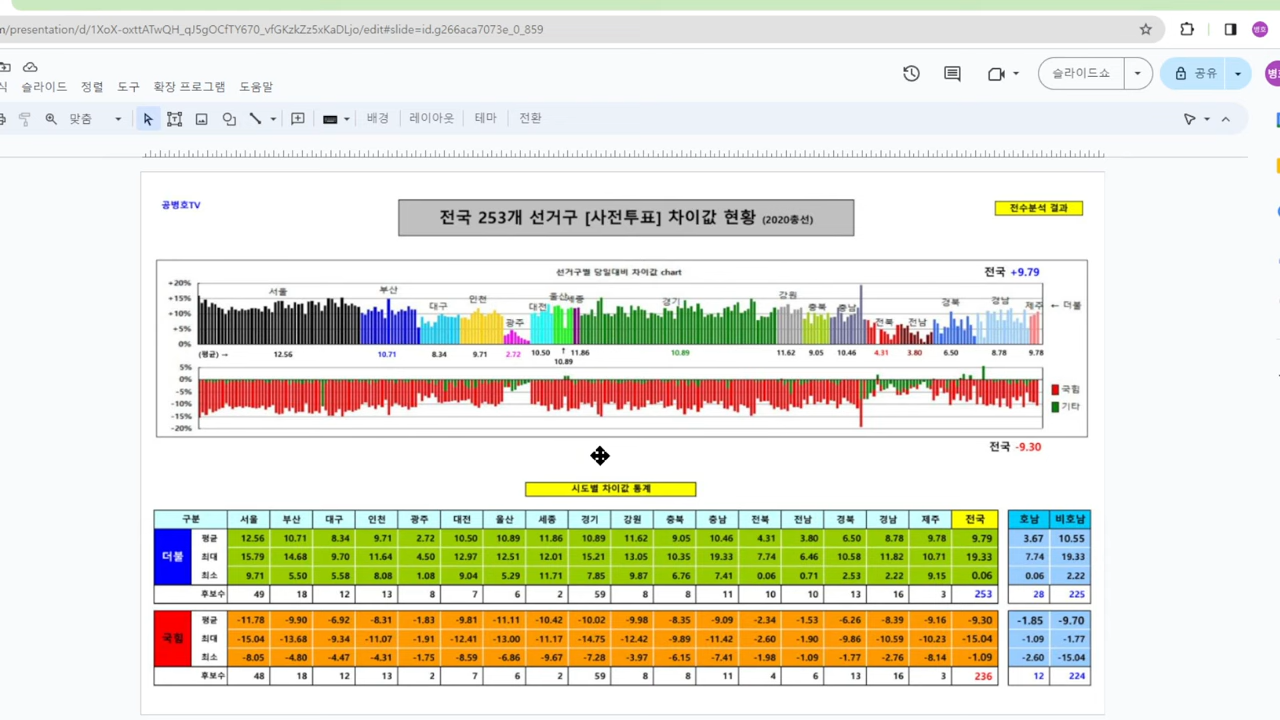 m/presentation/d/1XoX-oxttATwQH_qJ5gOCfTY670_vfGKzkZz5xKaDLjo/edit#slide=id.g266aca7073e_0_859
식 슬라이드 정렬 도구 확장 프로그램 도움말
슬라이드쇼 공유
맞춤 배경 레이아웃 테마 전환
공병호TV
전국 253개 선거구 [사전투표] 차이값 현황 (2020총선)
전수분석 결과
선거구별 당일대비 차이값 chart
전국 +9.79
+20%
+15%
+10%
+5%
0%
서울 부산 대구 인천 광주 대전 울산 세종 경기 강원 충북 충남 전북 전남 경북 경남 제주 ← 더불
(평균) → 12.56 10.71 8.34 9.71 2.72 10.50 ↑ 11.86 10.89 11.62 9.05 10.46 4.31 3.80 6.50 8.78 9.78
10.89
5%
0%
-5%
-10%
-15%
-20%
국힘
기타
전국 -9.30
시도별 차이값 통계
구분 서울 부산 대구 인천 광주 대전 울산 세종 경기 강원 충북 충남 전북 전남 경북 경남 제주 전국 호남 비호남
더불
평균 12.56 10.71 8.34 9.71 2.72 10.50 10.89 11.86 10.89 11.62 9.05 10.46 4.31 3.80 6.50 8.78 9.78 9.79 3.67 10.55
최대 15.79 14.68 9.70 11.64 4.50 12.97 12.51 12.01 15.21 13.05 10.35 19.33 7.74 6.46 10.58 11.82 10.71 19.33 7.74 19.33
최소 9.71 5.50 5.58 8.08 1.08 9.04 5.29 11.71 7.85 9.87 6.76 7.41 0.06 0.71 2.53 2.22 9.15 0.06 0.06 2.22
후보수 49 18 12 13 8 7 6 2 59 8 8 11 10 10 13 16 3 253 28 225
국힘
평균 -11.78 -9.90 -6.92 -8.31 -1.83 -9.81 -11.11 -10.42 -10.02 -9.98 -8.35 -9.09 -2.34 -1.53 -6.26 -8.39 -9.16 -9.30 -1.85 -9.70
최대 -15.04 -13.68 -9.34 -11.07 -1.91 -12.41 -13.00 -11.17 -14.75 -12.42 -9.89 -11.42 -2.60 -1.90 -9.86 -10.59 -10.23 -15.04 -1.09 -1.77
최소 -8.05 -4.80 -4.47 -4.31 -1.75 -8.59 -6.86 -9.67 -7.28 -3.97 -6.15 -7.41 -1.98 -1.09 -1.77 -2.76 -8.14 -1.09 -2.60 -15.04
후보수 48 18 12 13 2 7 6 2 59 8 8 11 4 6 13 16 3 236 12 224